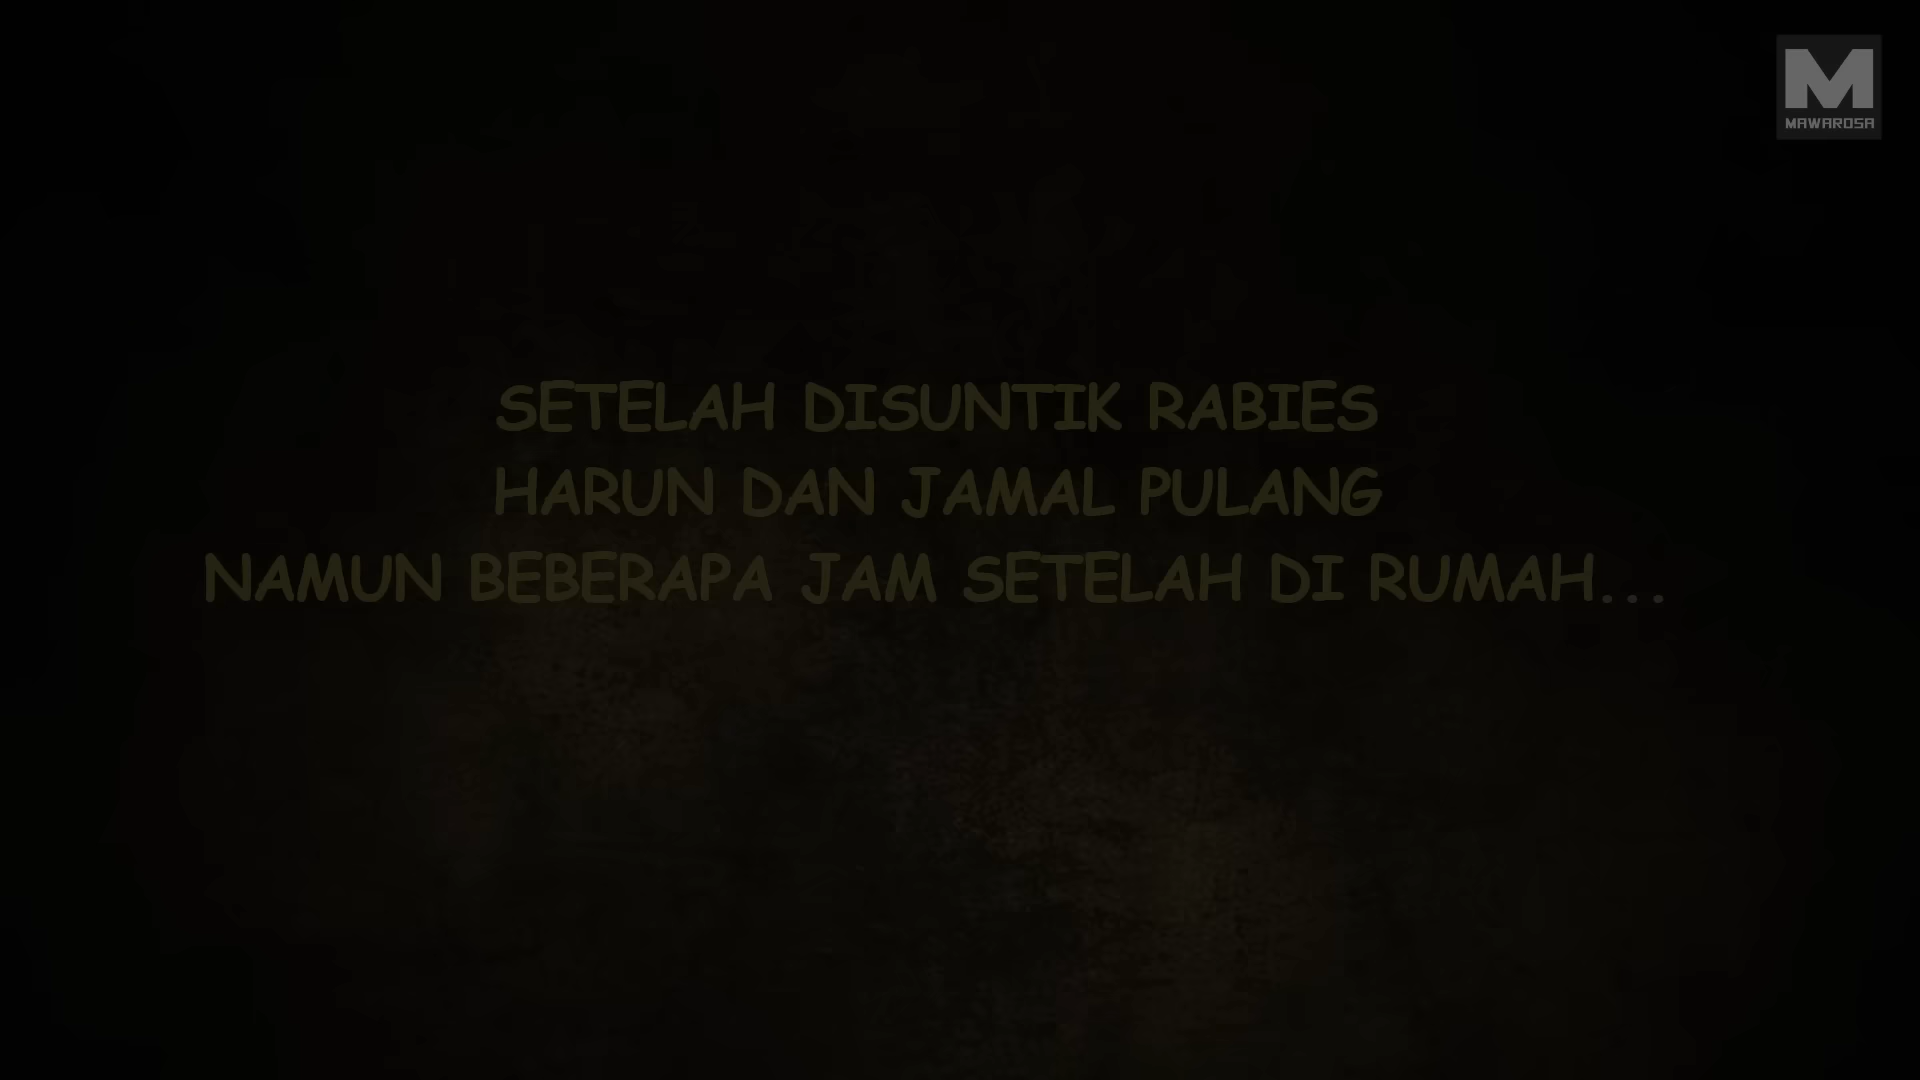 M
MAWAROSA
SETELAH DISUNTIK RABIES
HARUN DAN JAMAL PULANG
NAMUN BEBERAPA JAM SETELAH DI RUMAH...